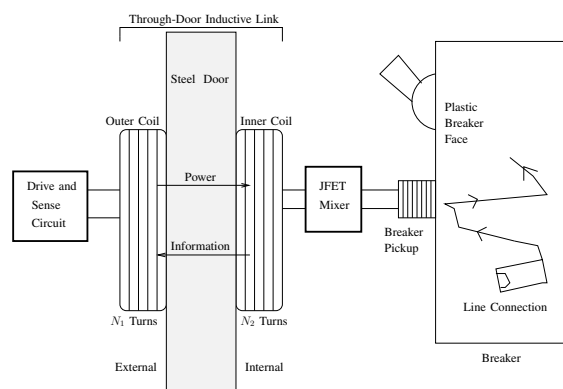 Through-Door Inductive Link
Steel Door
Outer Coil
Inner Coil
Plastic
Breaker
Face
Drive and
Sense
Circuit
Power
JFET
Mixer
Information
Breaker
Pickup
Line Connection
N1 Turns
N2 Turns
External
Internal
Breaker